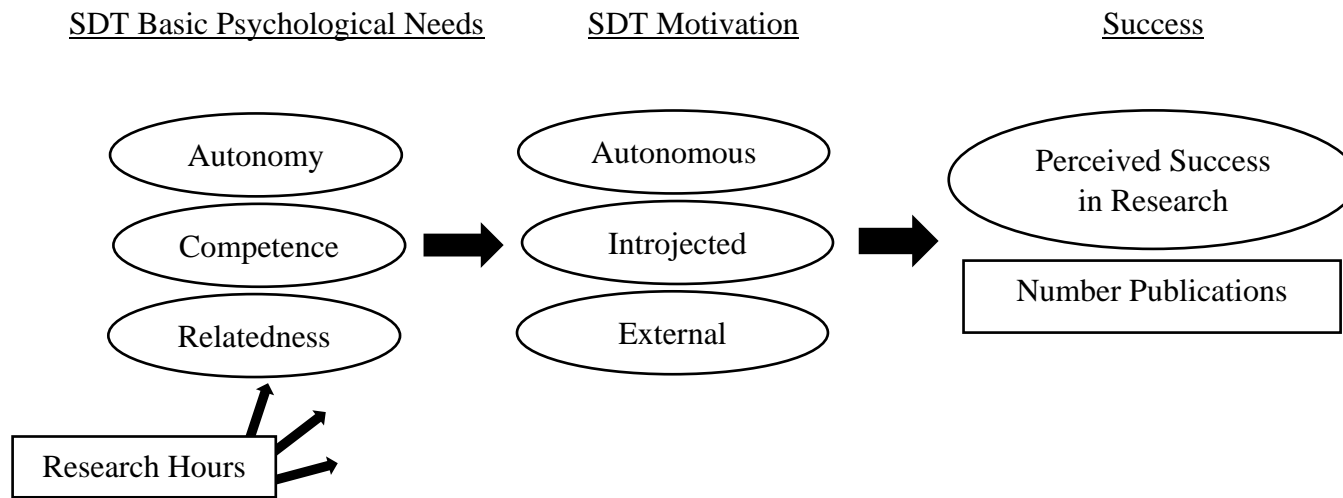 SDT Basic Psychological Needs
SDT Motivation
Success
Autonomy
Competence
Relatedness
Autonomous
Introjected
External
Perceived Success
in Research
Number Publications
Research Hours